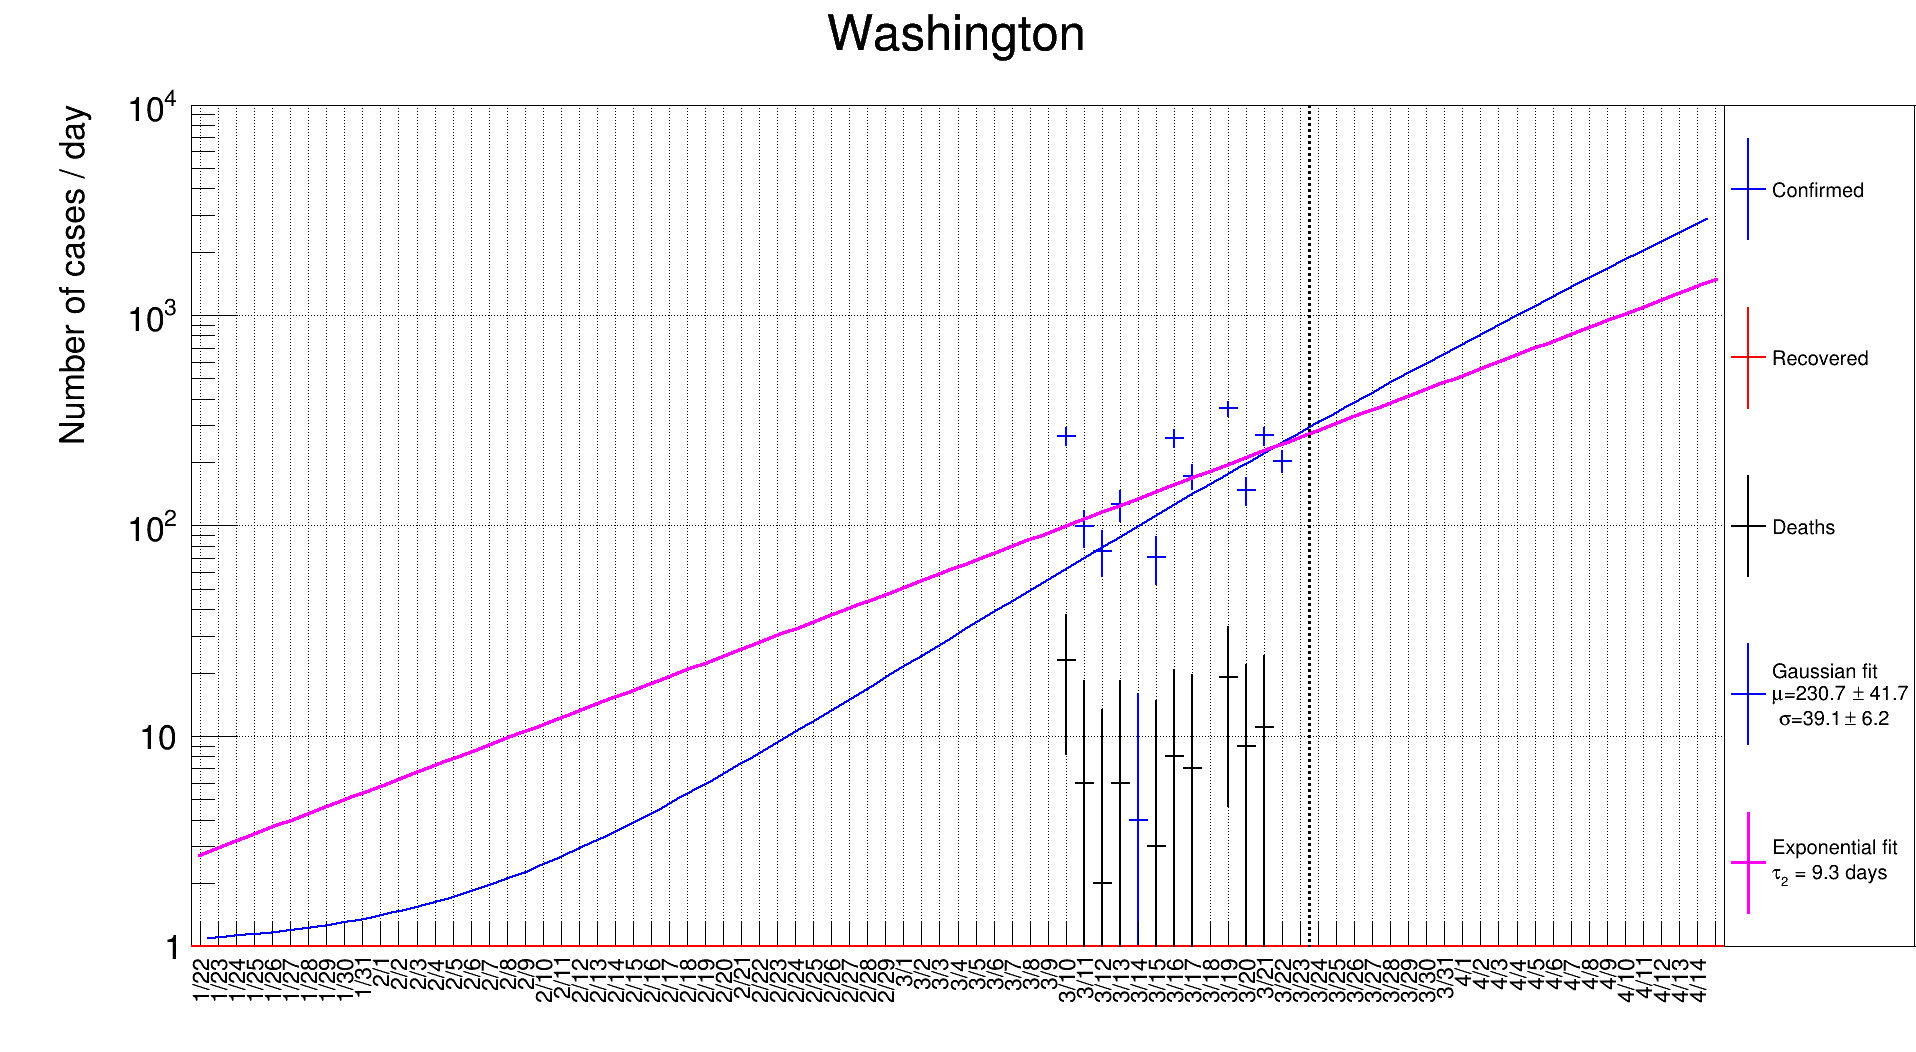 Washington
Number of cases / day
10⁴
10³
10²
10
1
1/22 1/23 1/24 1/25 1/26 1/27 1/28 1/29 1/30 1/31 2/1 2/2 2/3 2/4 2/5 2/6 2/7 2/8 2/9 2/10 2/11 2/12 2/13 2/14 2/15 2/16 2/17 2/18 2/19 2/20 2/21 2/22 2/23 2/24 2/25 2/26 2/27 2/28 2/29 3/1 3/2 3/3 3/4 3/5 3/6 3/7 3/8 3/9 3/10 3/11 3/12 3/13 3/14 3/15 3/16 3/17 3/18 3/19 3/20 3/21 3/22 3/23 3/24 3/25 3/26 3/27 3/28 3/29 3/30 3/31 4/1 4/2 4/3 4/4 4/5 4/6 4/7 4/8 4/9 4/10 4/11 4/12 4/13 4/14
Confirmed
Recovered
Deaths
Gaussian fit
μ=230.7 ± 41.7
σ=39.1 ± 6.2
Exponential fit
τ₂ = 9.3 days